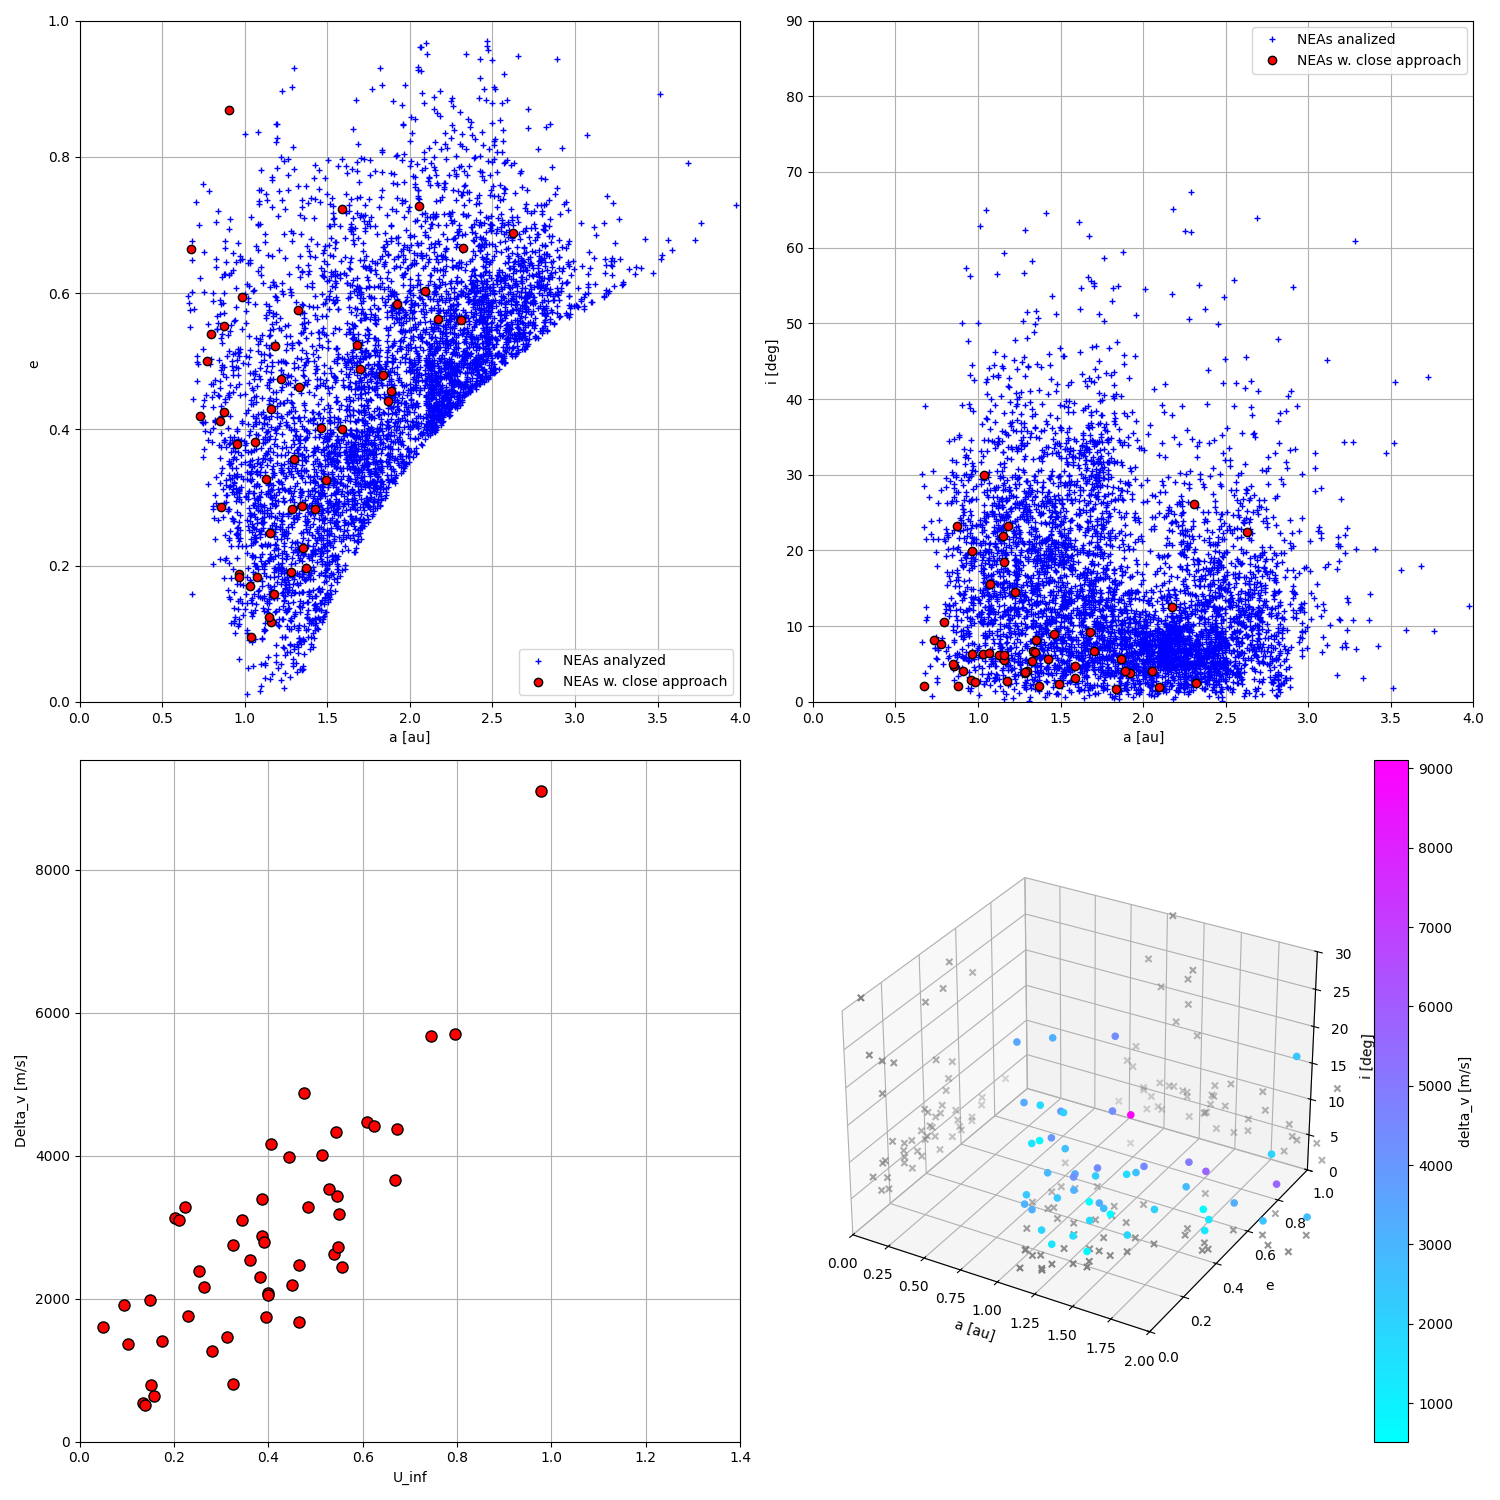 1.0
0.8
0.6
0.4
0.2
0.0
e
0.0 0.5 1.0 1.5 2.0 2.5 3.0 3.5 4.0
a [au]
NEAs analyzed
NEAs w. close approach
90
80
70
60
50
40
30
20
10
0
i [deg]
0.0 0.5 1.0 1.5 2.0 2.5 3.0 3.5 4.0
a [au]
NEAs analized
NEAs w. close approach
8000
6000
4000
2000
0
Delta_v [m/s]
0.0 0.2 0.4 0.6 0.8 1.0 1.2 1.4
U_inf
0.00 0.25 0.50 0.75 1.00 1.25 1.50 1.75 2.00
a [au]
0.0 0.2 0.4 0.6 0.8 1.0
e
30
25
20
15
10
5
0
i [deg]
9000
8000
7000
6000
5000
4000
3000
2000
1000
delta_v [m/s]